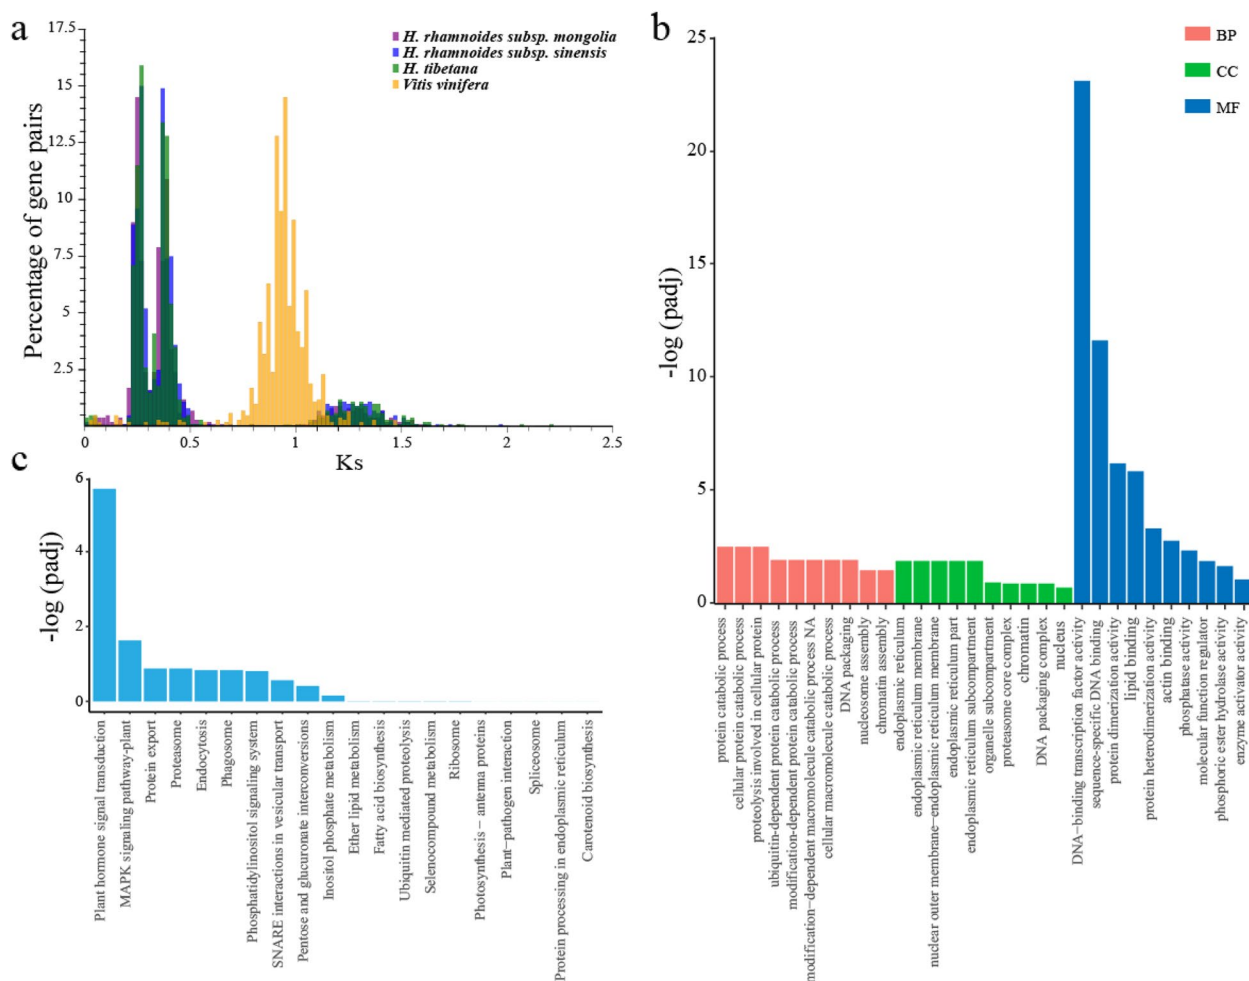 a
17.5
15
12.5
10
7.5
5
2.5
Percentage of gene pairs
H. rhamnoides subsp. mongolia
H. rhamnoides subsp. sinensis
H. tibetana
Vitis vinifera
0
0.5
1
1.5
2
2.5
Ks
b
BP
CC
MF
25
20
15
10
5
0
-log (padj)
protein catabolic process
cellular protein catabolic process
proteolysis involved in cellular protein
ubiquitin-dependent protein catabolic process
modification-dependent protein catabolic process
modification-dependent macromolecule catabolic process NA
cellular macromolecule catabolic process
DNA packaging
nucleosome assembly
chromatin assembly
endoplasmic reticulum
endoplasmic reticulum membrane
nuclear outer membrane−endoplasmic reticulum membrane
endoplasmic reticulum part
endoplasmic reticulum subcompartment
organelle subcompartment
proteasome core complex
chromatin
DNA packaging complex
nucleus
DNA−binding transcription factor activity
sequence-specific DNA binding
protein dimerization activity
lipid binding
protein heterodimerization activity
actin binding
phosphatase activity
molecular function regulator
phosphoric ester hydrolase activity
enzyme activator activity
c
6
4
2
0
-log (padj)
Plant hormone signal transduction
MAPK signaling pathway-plant
Protein export
Proteasome
Endocytosis
Phagosome
Phosphatidylinositol signaling system
SNARE interactions in vesicular transport
Pentose and glucuronate interconversions
Inositol phosphate metabolism
Ether lipid metabolism
Fatty acid biosynthesis
Ubiquitin mediated proteolysis
Selenocompound metabolism
Ribosome
Photosynthesis − antenna proteins
Plant−pathogen interaction
Spliceosome
Protein processing in endoplasmic reticulum
Carotenoid biosynthesis